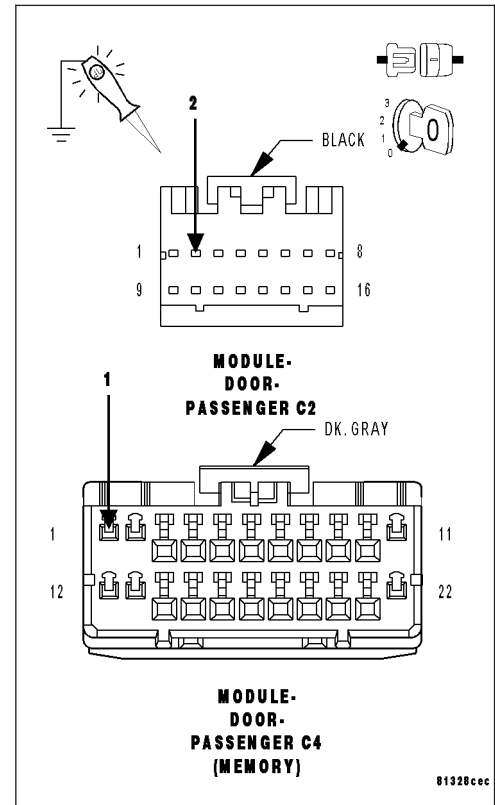 3
2
1
0
2
BLACK
1 8
9 16
MODULE-
DOOR-
PASSENGER C2
1
DK. GRAY
1 11
12 22
MODULE-
DOOR-
PASSENGER C4
(MEMORY)
81328cec